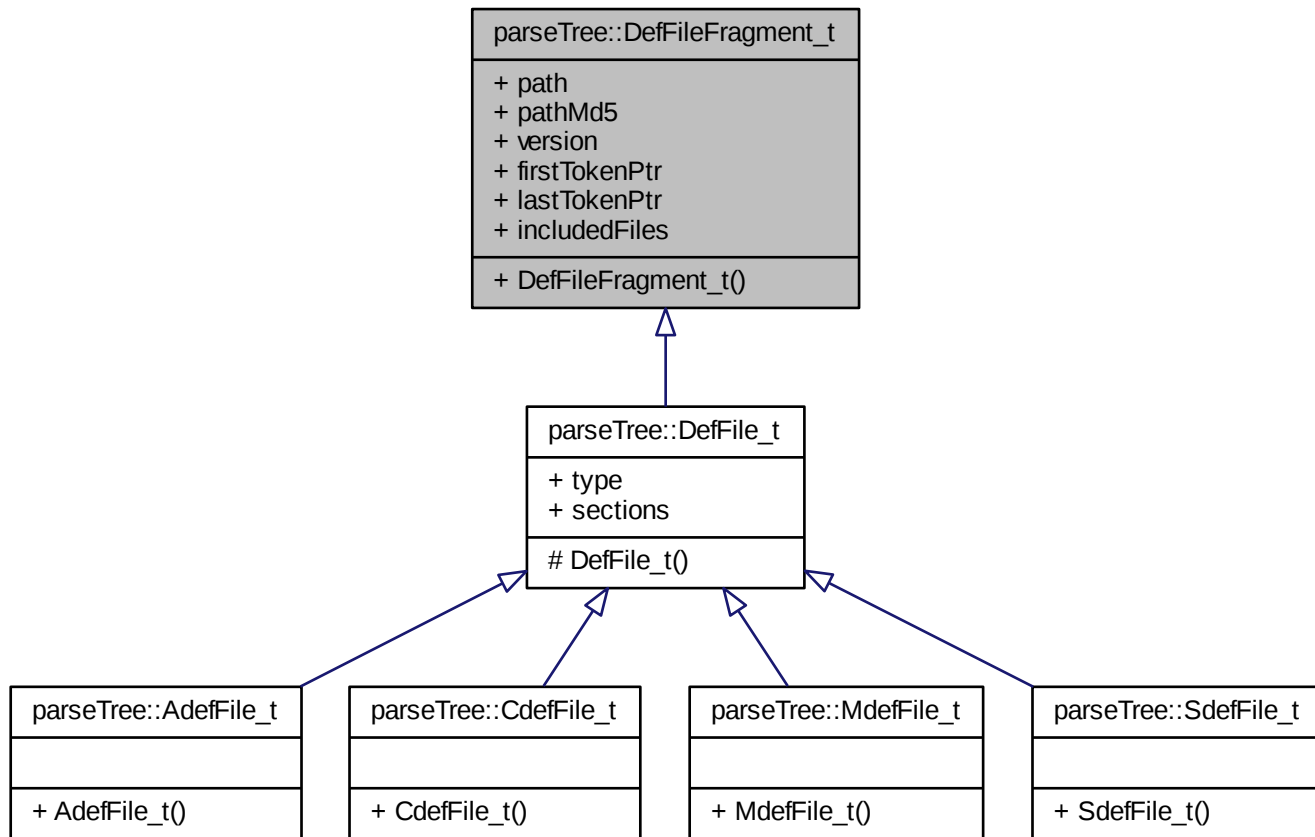 parseTree::DefFileFragment_t
+ path
+ pathMd5
+ version
+ firstTokenPtr
+ lastTokenPtr
+ includedFiles
+ DefFileFragment_t()
parseTree::DefFile_t
+ type
+ sections
# DefFile_t()
parseTree::AdefFile_t
+ AdefFile_t()
parseTree::CdefFile_t
+ CdefFile_t()
parseTree::MdefFile_t
+ MdefFile_t()
parseTree::SdefFile_t
+ SdefFile_t()